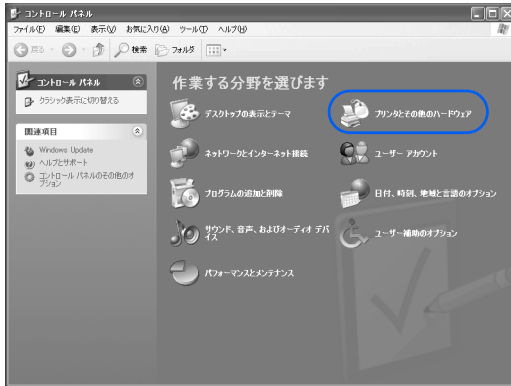 コントロール パネル
ファイル(F) 編集(E) 表示(V) お気に入り(A) ツール(T) ヘルプ(H)
戻る 検索 フォルダ
コントロール パネル
クラシック表示に切り替える
関連項目
Windows Update
ヘルプとサポート
コントロール パネルのその他のオプション
作業する分野を選びます
デスクトップの表示とテーマ
プリンタとその他のハードウェア
ネットワークとインターネット接続
ユーザー アカウント
プログラムの追加と削除
日付、時刻、地域と言語のオプション
サウンド、音声、およびオーディオ デバイス
ユーザー補助のオプション
パフォーマンスとメンテナンス